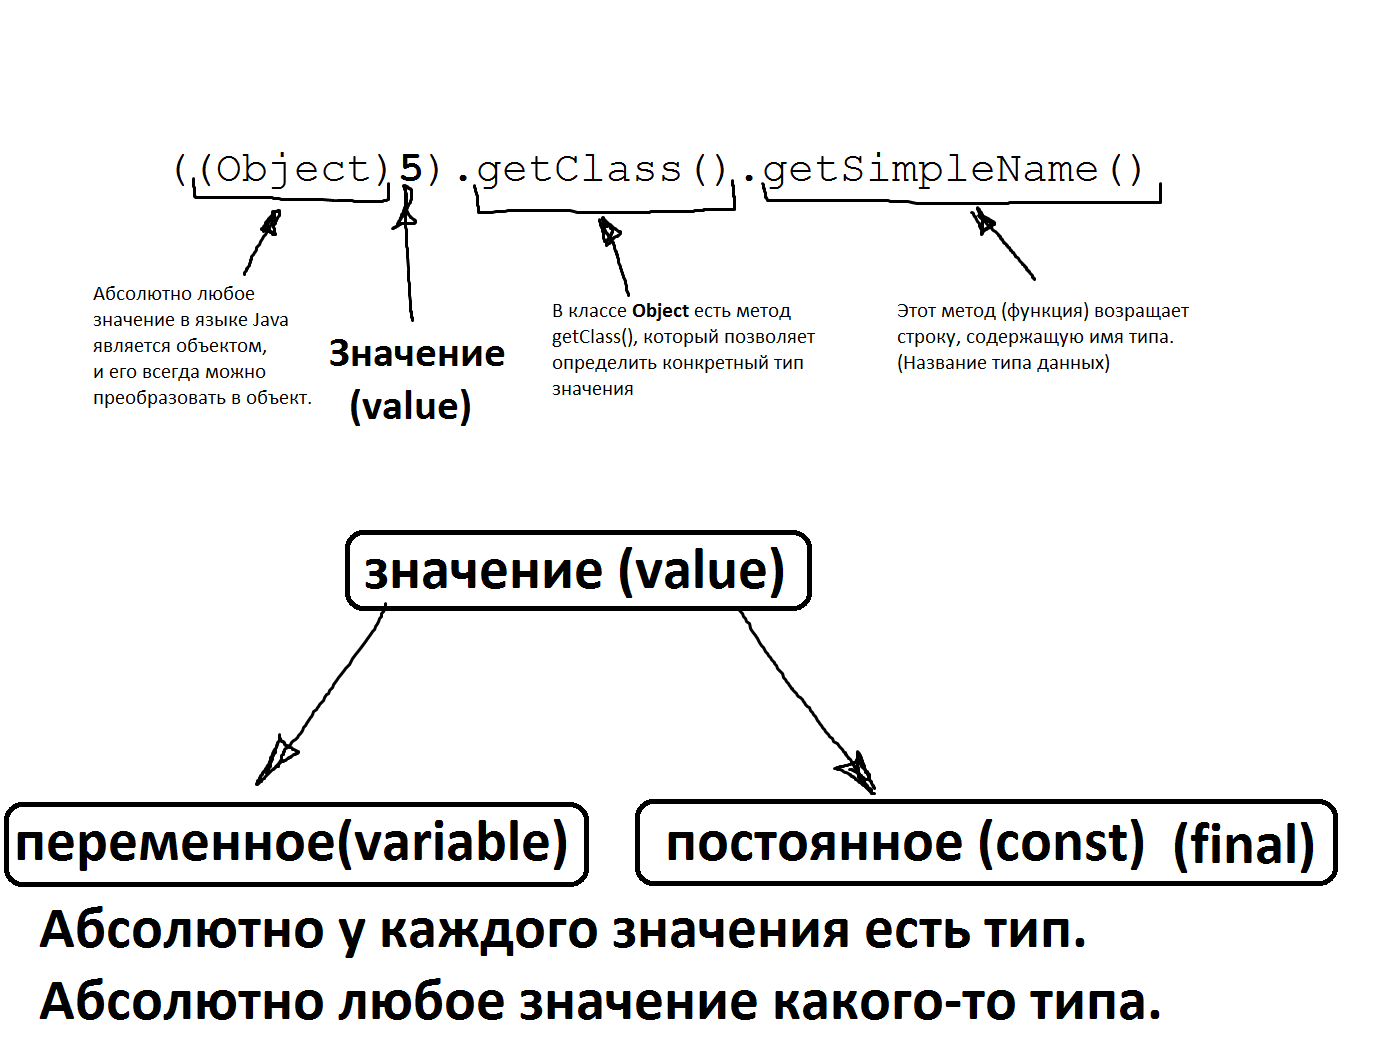 ((Object)5).getClass().getSimpleName()
Абсолютно любое
значение в языке Java
является объектом,
и его всегда можно
преобразовать в объект.
Значение
(value)
В классе Object есть метод
getClass(), который позволяет
определить конкретный тип
значения
Этот метод (функция) возращает
строку, содержащую имя типа.
(Название типа данных)
значение (value)
переменное(variable)
постоянное (const) (final)
Абсолютно у каждого значения есть тип.
Абсолютно любое значение какого-то типа.